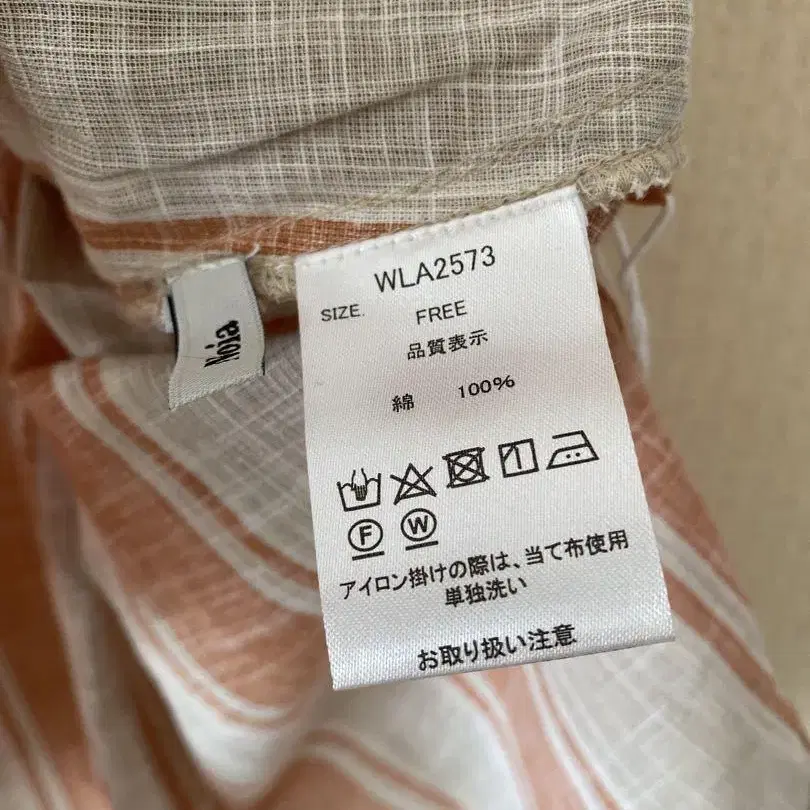 Noia
WLA2573
SIZE. FREE
品質表示
綿 100%
F W
アイロン掛けの際は、当て布使用
単独洗い
お取り扱い注意